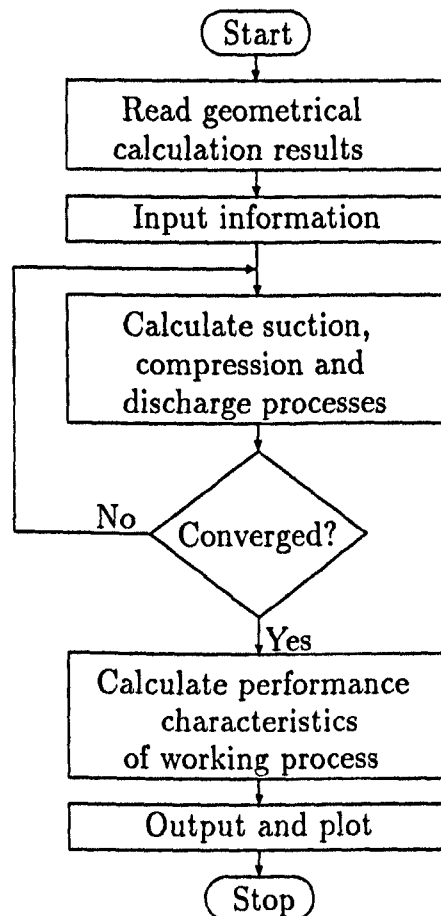 Start
Read geometrical
calculation results
Input information
Calculate suction,
compression and
discharge processes
No
Converged?
Yes
Calculate performance
characteristics
of working process
Output and plot
Stop